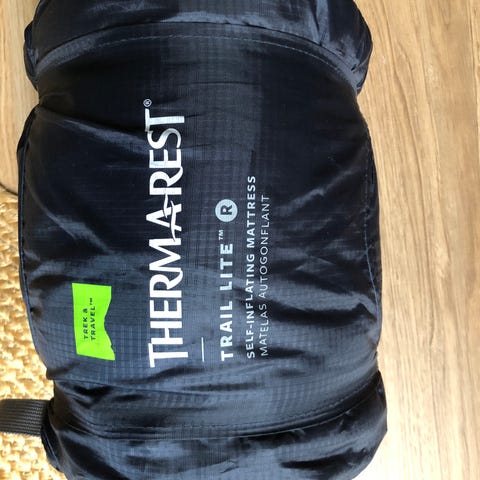 TREK &
TRAVEL™
THERMAREST®
TRAIL LITE™ R
SELF-INFLATING MATTRESS
MATELAS AUTOGONFLANT